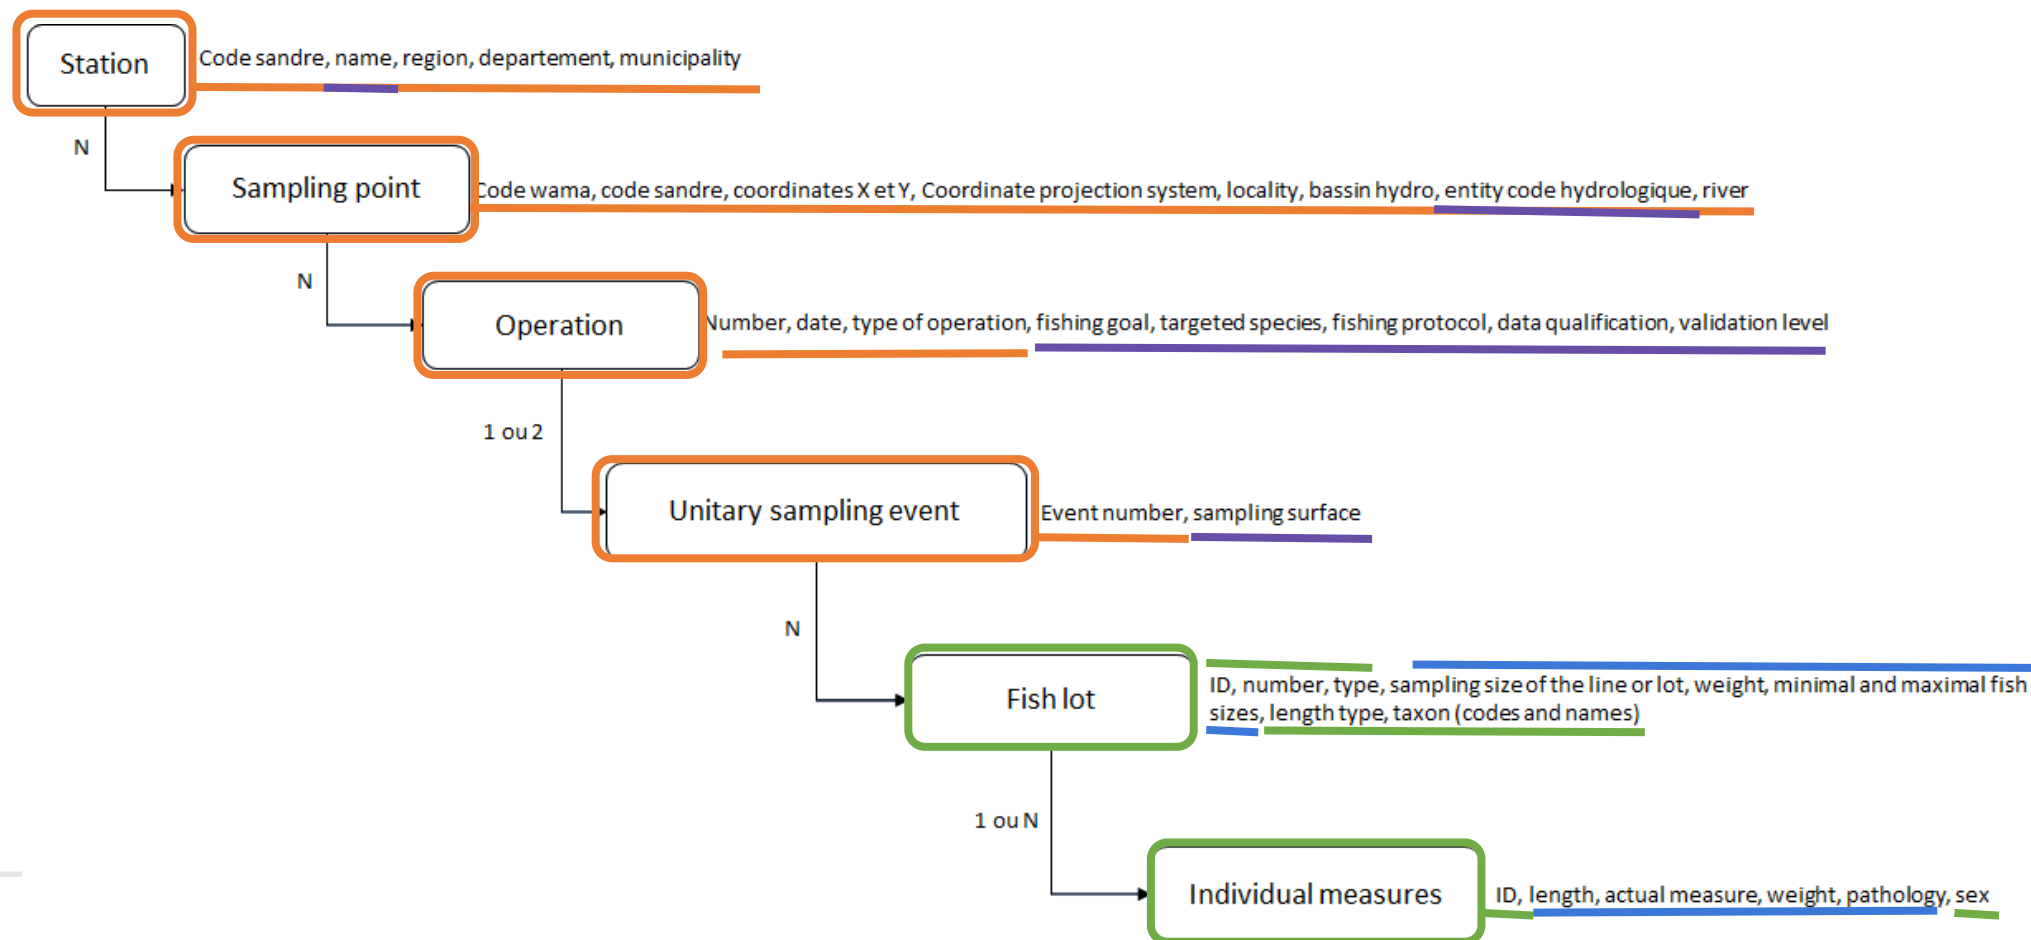 Station
Code sandre, name, region, departement, municipality
N
Sampling point
Code wama, code sandre, coordinates X et Y, Coordinate projection system, locality, bassin hydro, entity code hydrologique, river
N
Operation
Number, date, type of operation, fishing goal, targeted species, fishing protocol, data qualification, validation level
1 ou 2
Unitary sampling event
Event number, sampling surface
N
Fish lot
ID, number, type, sampling size of the line or lot, weight, minimal and maximal fish
sizes, length type, taxon (codes and names)
1 ou N
Individual measures
ID, length, actual measure, weight, pathology, sex